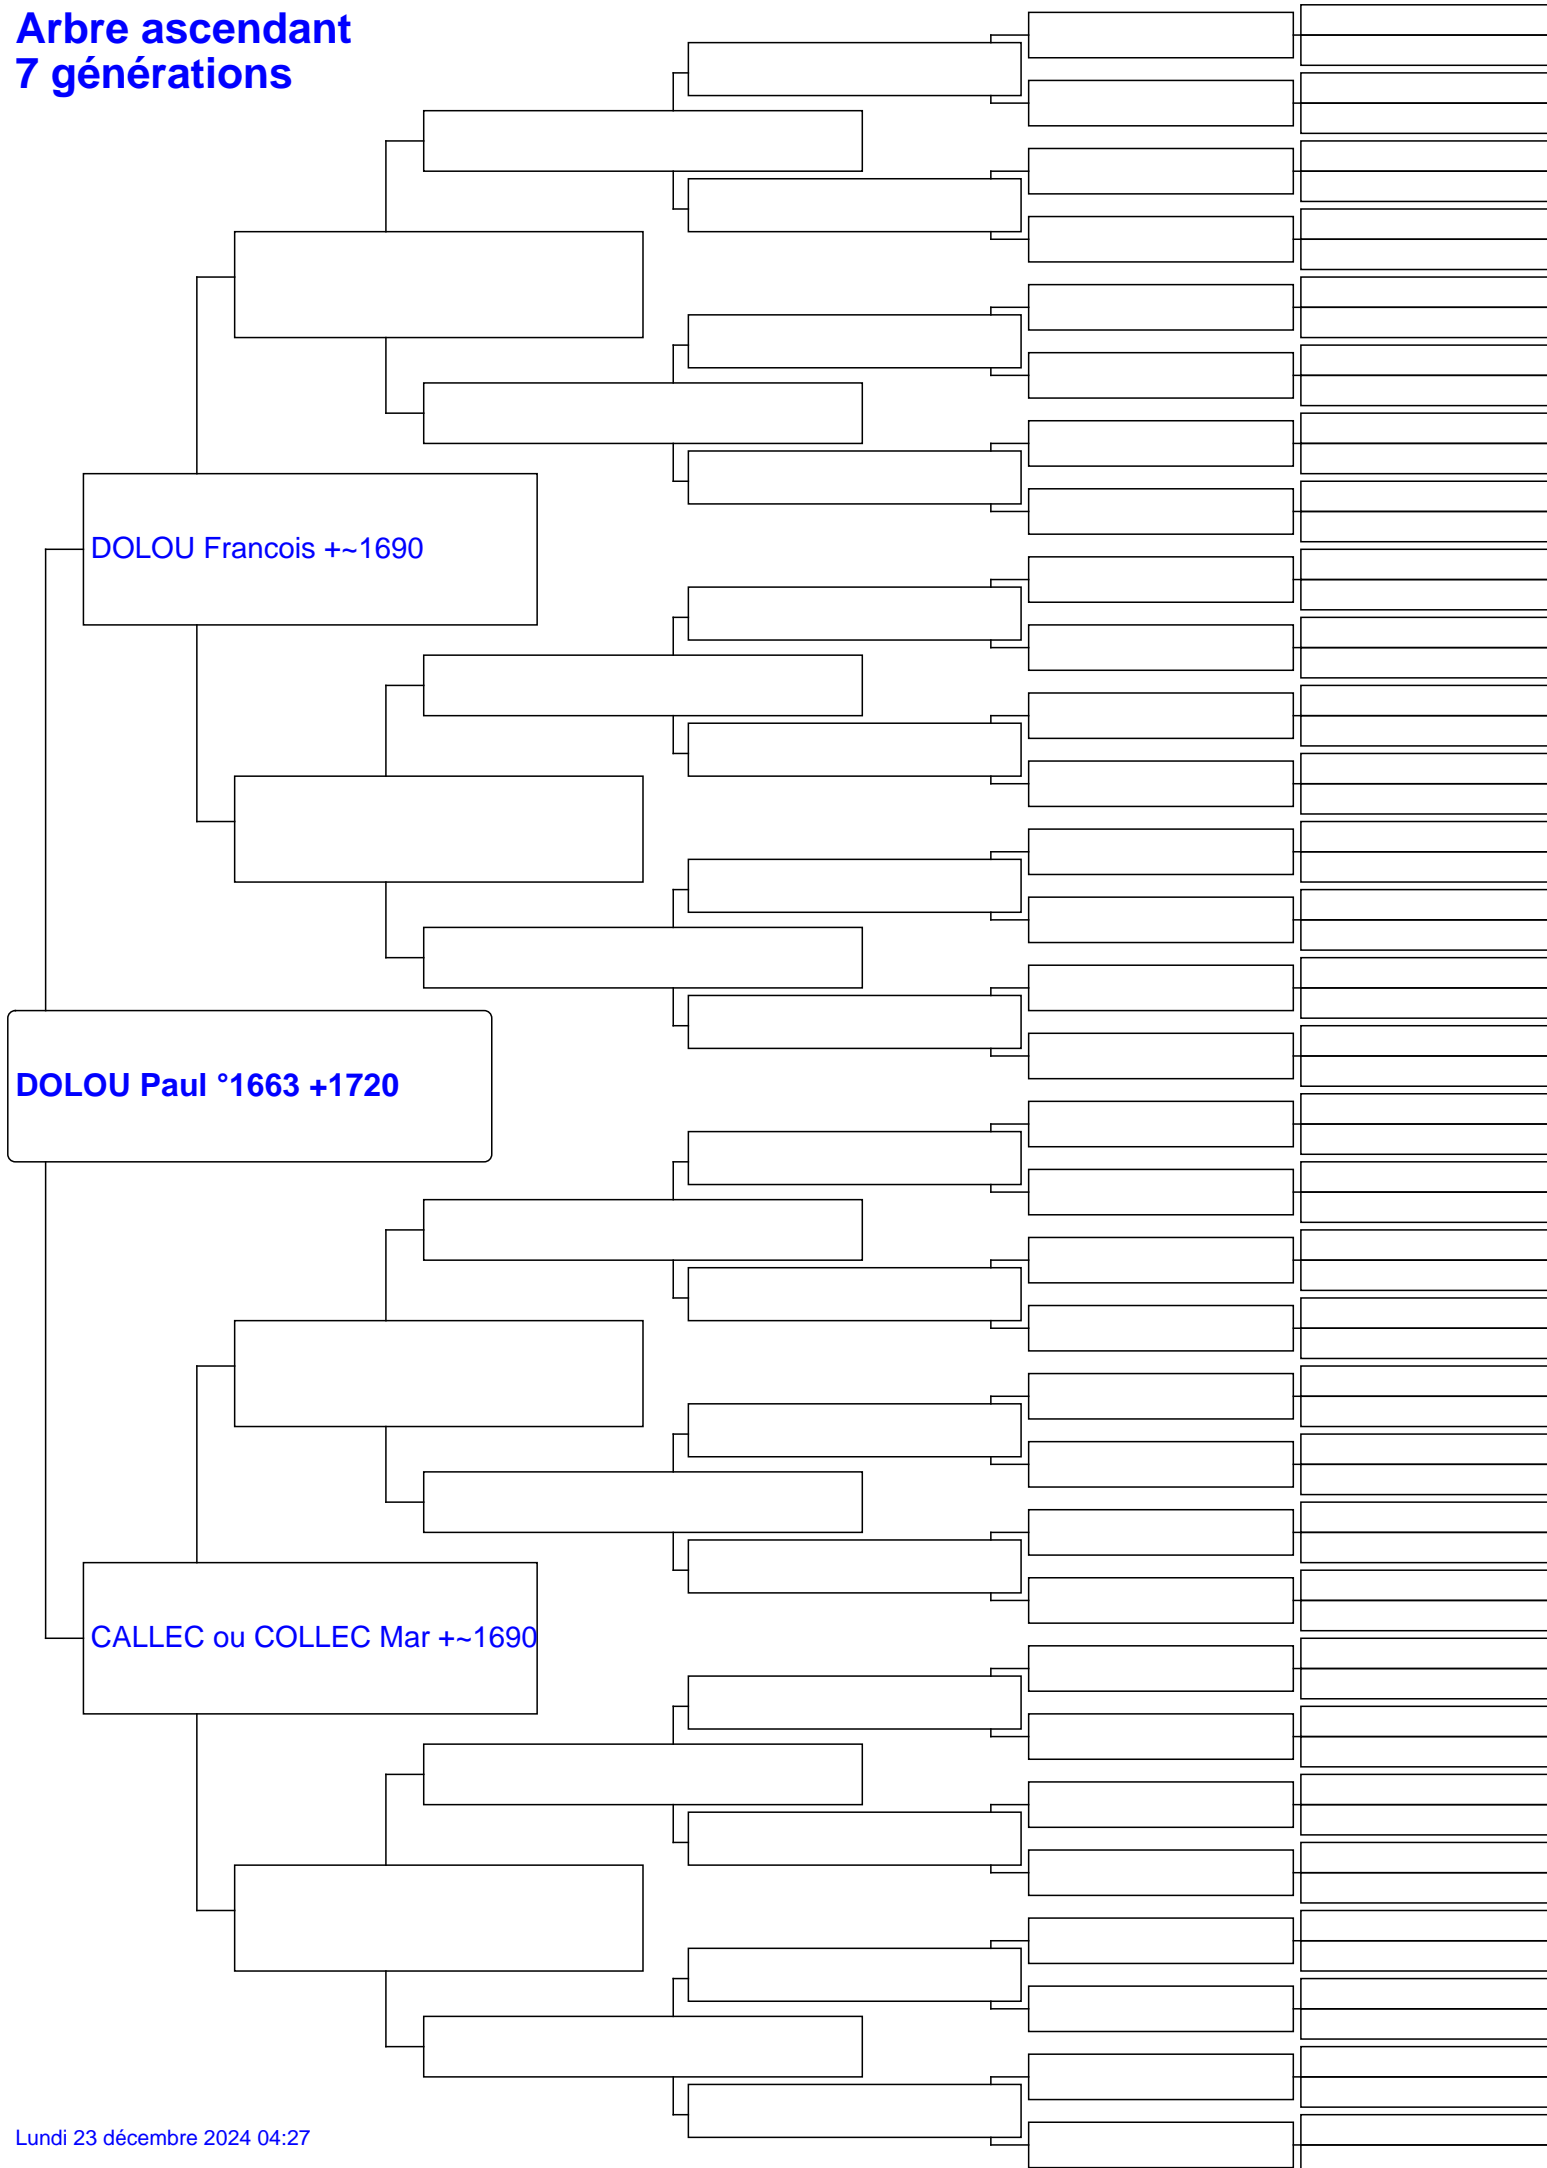 Arbre ascendant
7 générations
DOLOU Francois +~1690
DOLOU Paul °1663 +1720
CALLEC ou COLLEC Mar +~1690
Lundi 23 décembre 2024 04:27